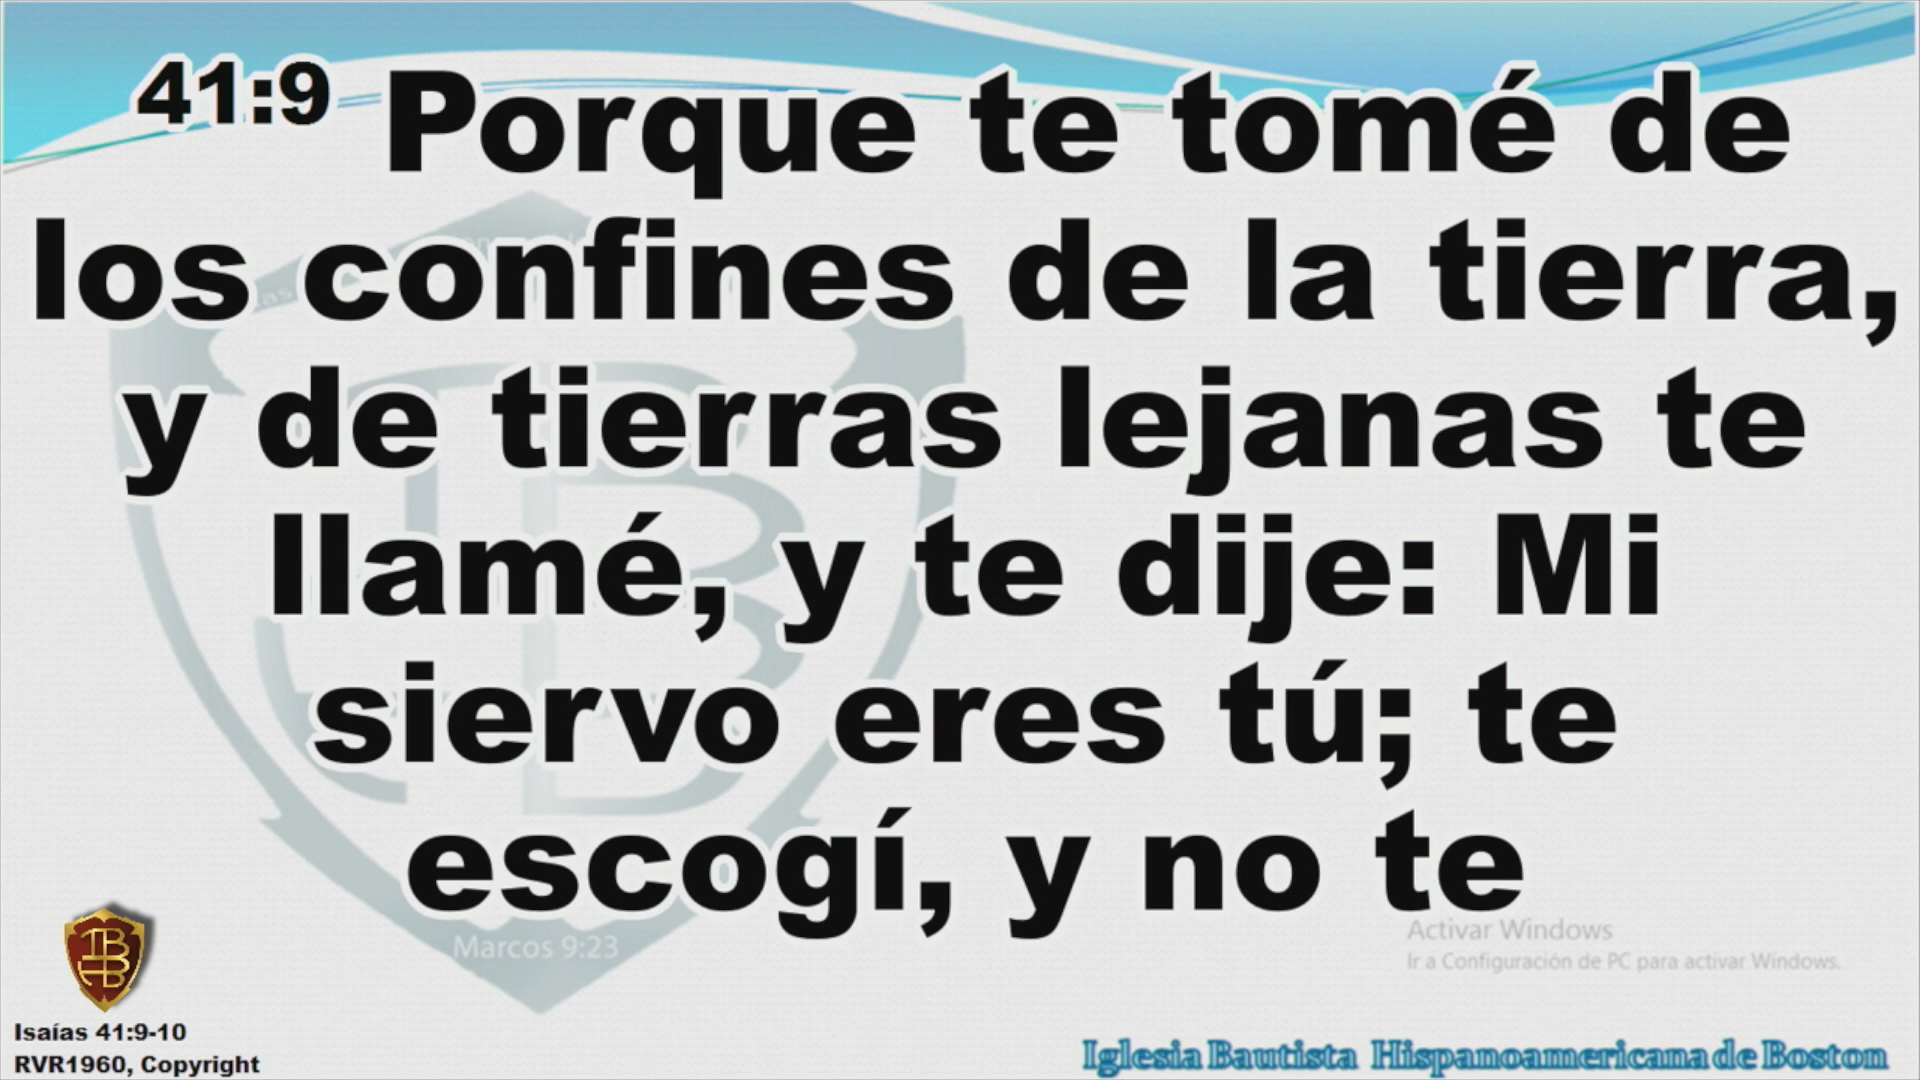 41:9 Porque te tomé de
los confines de la tierra,
y de tierras lejanas te
llamé, y te dije: Mi
siervo eres tú; te
escogí, y no te
Marcos 9:23
Activar Windows
Ir a Configuración de PC para activar Windows.
Isaías 41:9-10
RVR1960, Copyright
Iglesia Bautista Hispanoamericana de Boston